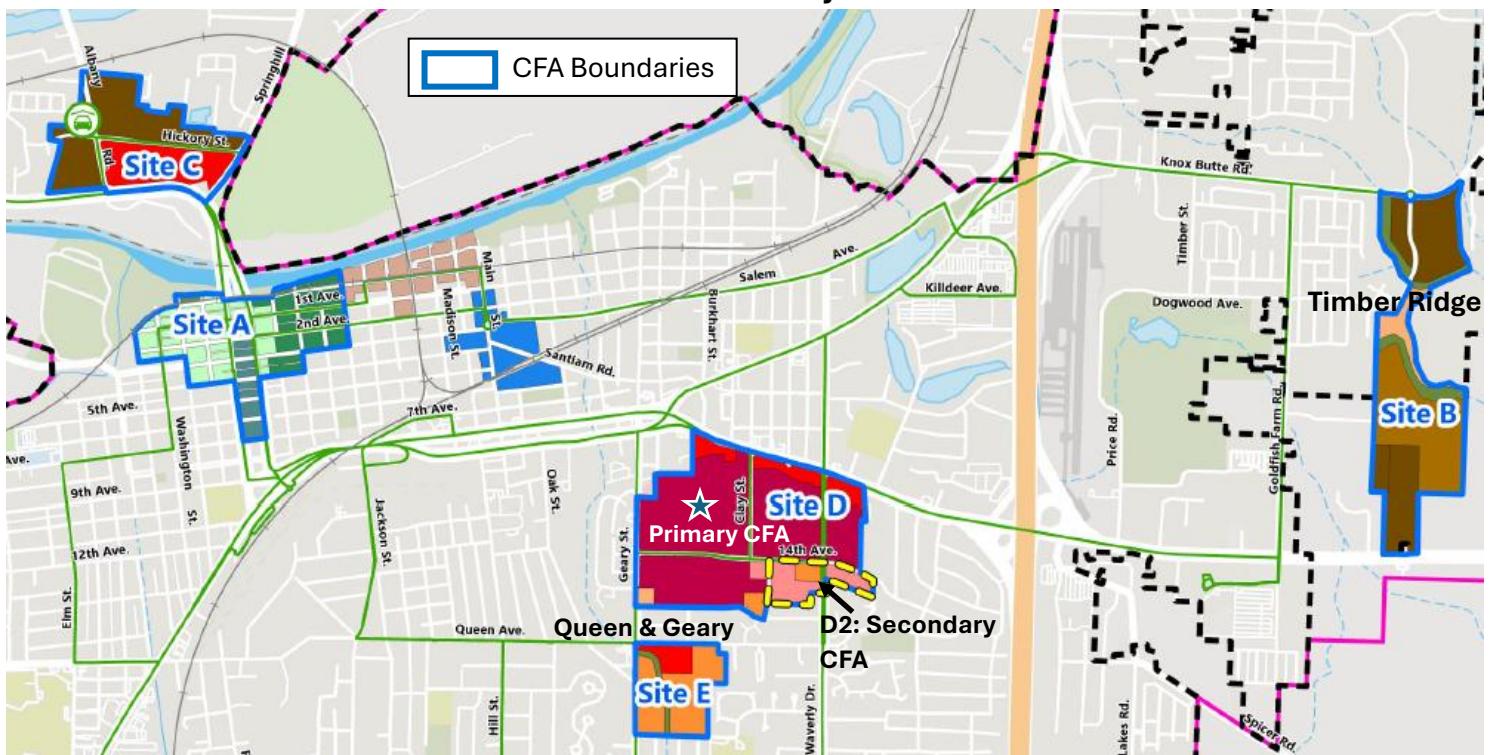 CFA Boundaries
Albany
Rd.
Springhill
Hickory St.
Site C
Knox Butte Rd.
Timber St.
Main
St.
Salem
Ave.
Killdeer Ave.
Dogwood Ave.
Timber Ridge
1st Ave.
2nd Ave.
Site A
Madison St.
Burkhart St.
Santiam Rd.
5th Ave.
7th Ave.
Washington
St.
Ave.
9th Ave.
12th Ave.
Elm St.
Jackson St.
Oak St.
Geary St.
Clay St.
Site D
Primary CFA
14th Ave.
Price Rd.
Goldfish Farm Rd.
Site B
Queen Ave.
Queen & Geary
D2: Secondary
CFA
Site E
Hill St.
Waverly Dr.
Lakes Rd.
Spicer Rd.